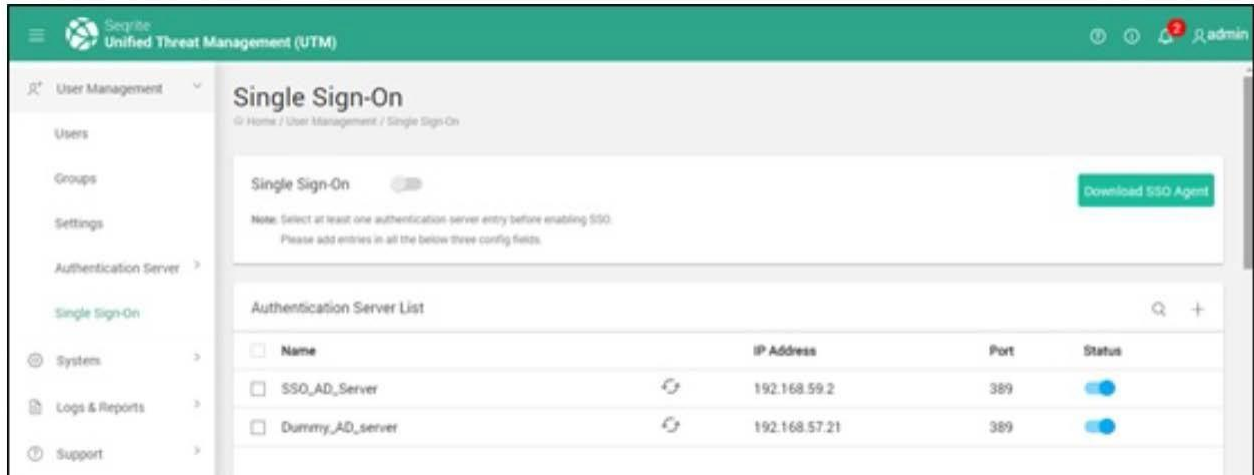 Seqrite
Unified Threat Management (UTM)
2
admin
User Management
Users
Groups
Settings
Authentication Server
Single Sign-On
System
Logs & Reports
Support
Single Sign-On
Home / User Management / Single Sign-On
Single Sign-On
Download SSO Agent
Note: Select at least one authentication server entry before enabling SSO.
Please add entries in all the below three config fields.
Authentication Server List
Name IP Address Port Status
SSO_AD_Server 192.168.59.2 389
Dummy_AD_server 192.168.57.21 389